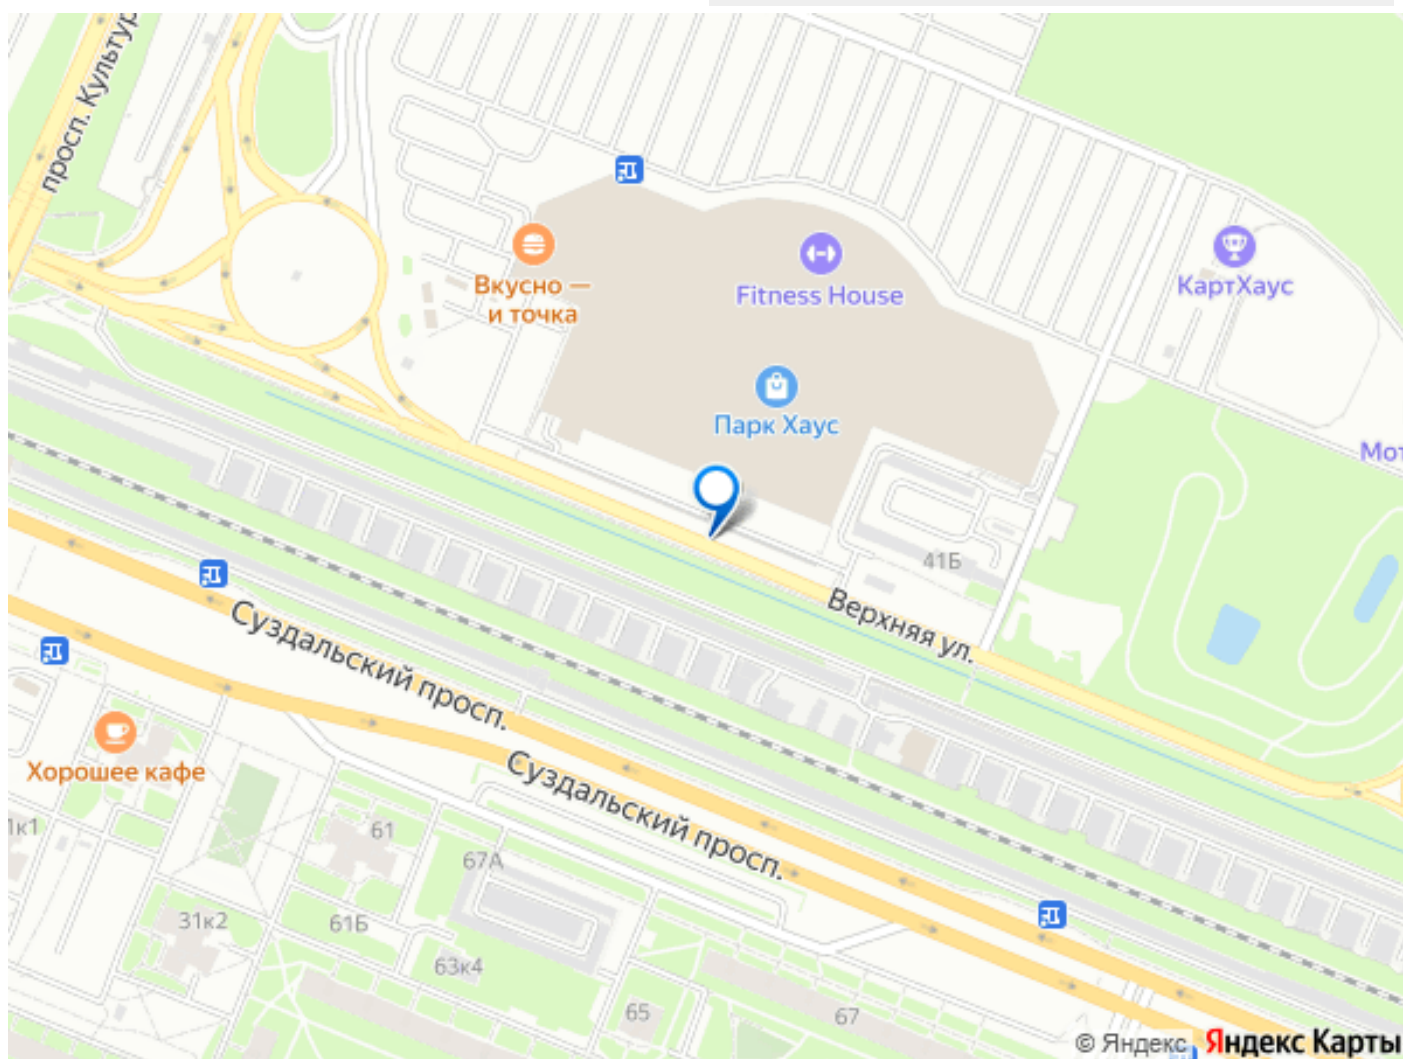 просп. Культур
Вкусно —
и точка
Fitness House
КартХаус
Парк Хаус
Мот
41Б
Верхняя ул.
Суздальский просп.
Суздальский просп.
Хорошее кафе
1к1
61
67А
31к2
61Б
63к4
65
67
© Яндекс Яндекс Карты